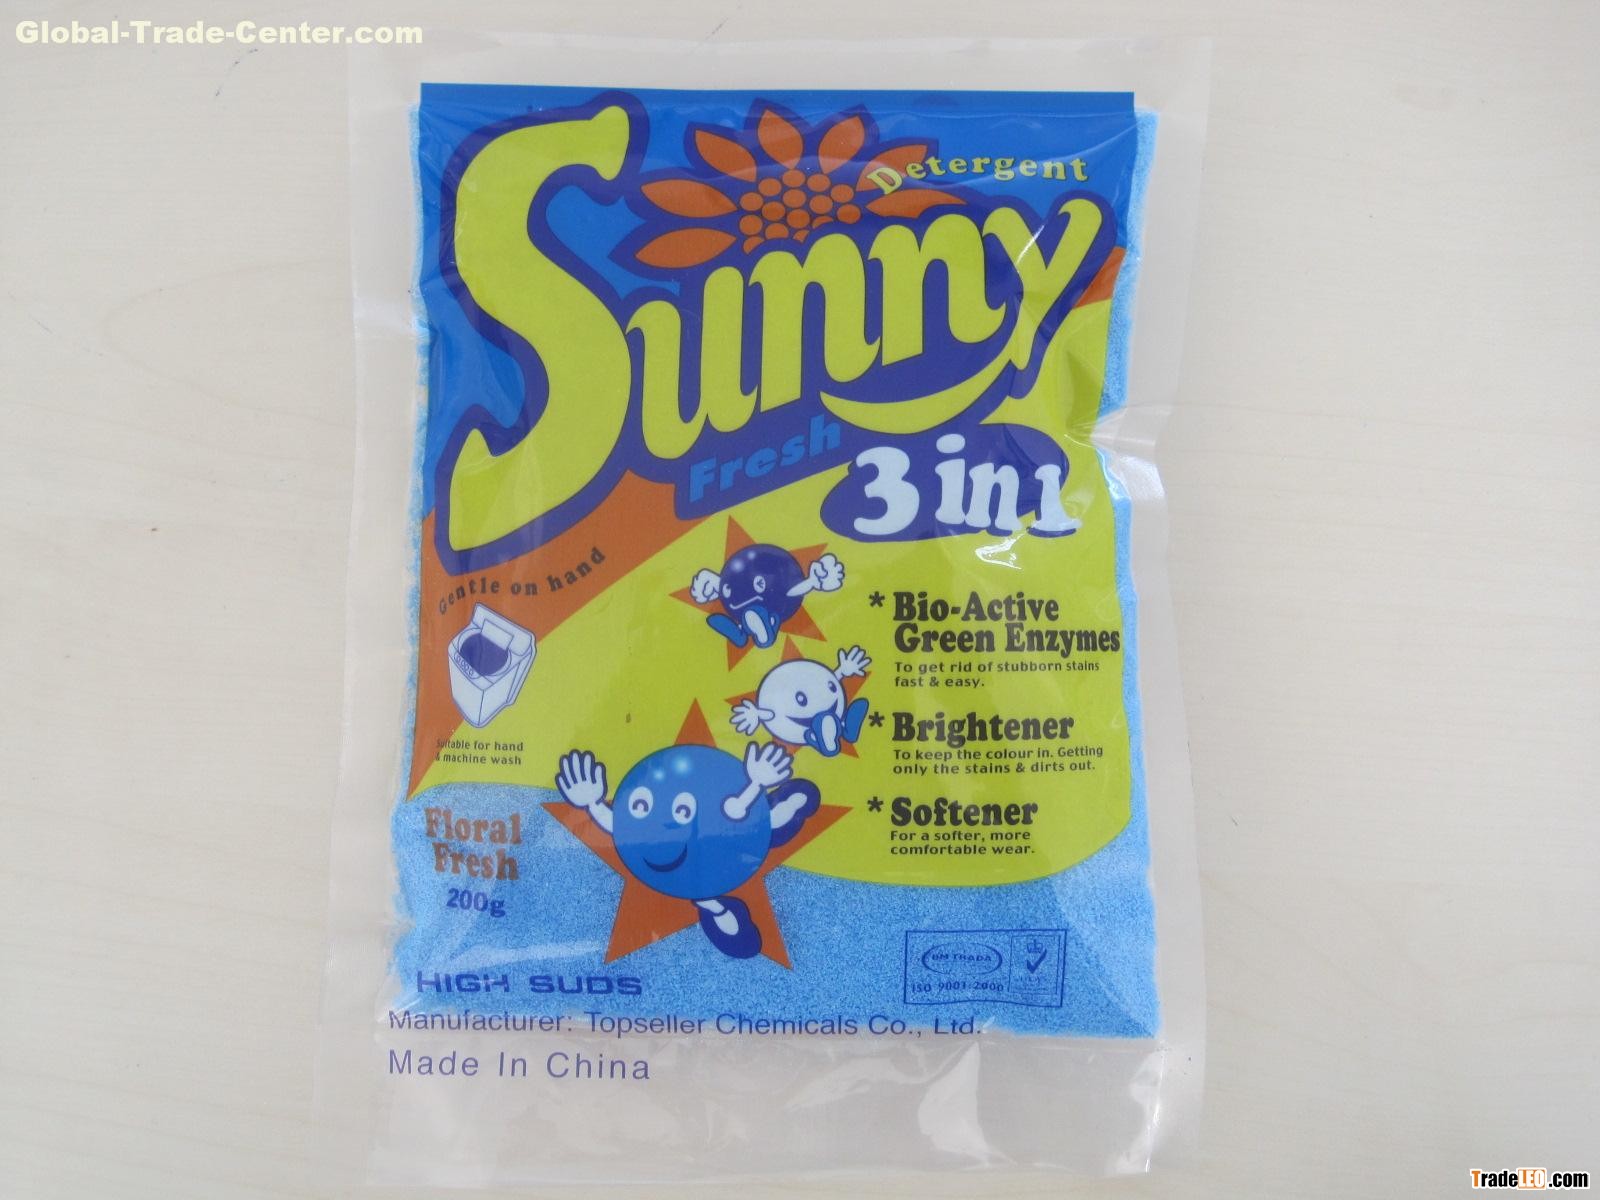 Global-Trade-Center.com
Detergent
Sunny
Fresh
3 in 1
Gentle on hand
Suitable for hand
& machine wash
* Bio-Active
Green Enzymes
To get rid of stubborn stains
fast & easy.
* Brightener
To keep the colour in. Getting
only the stains & dirts out.
* Softener
For a softer, more
comfortable wear.
Floral
Fresh
200g
BM TRADA
ISO 9001:2000
HIGH SUDS
Manufacturer: Topseller Chemicals Co., Ltd.
Made In China
TradeLEO.com